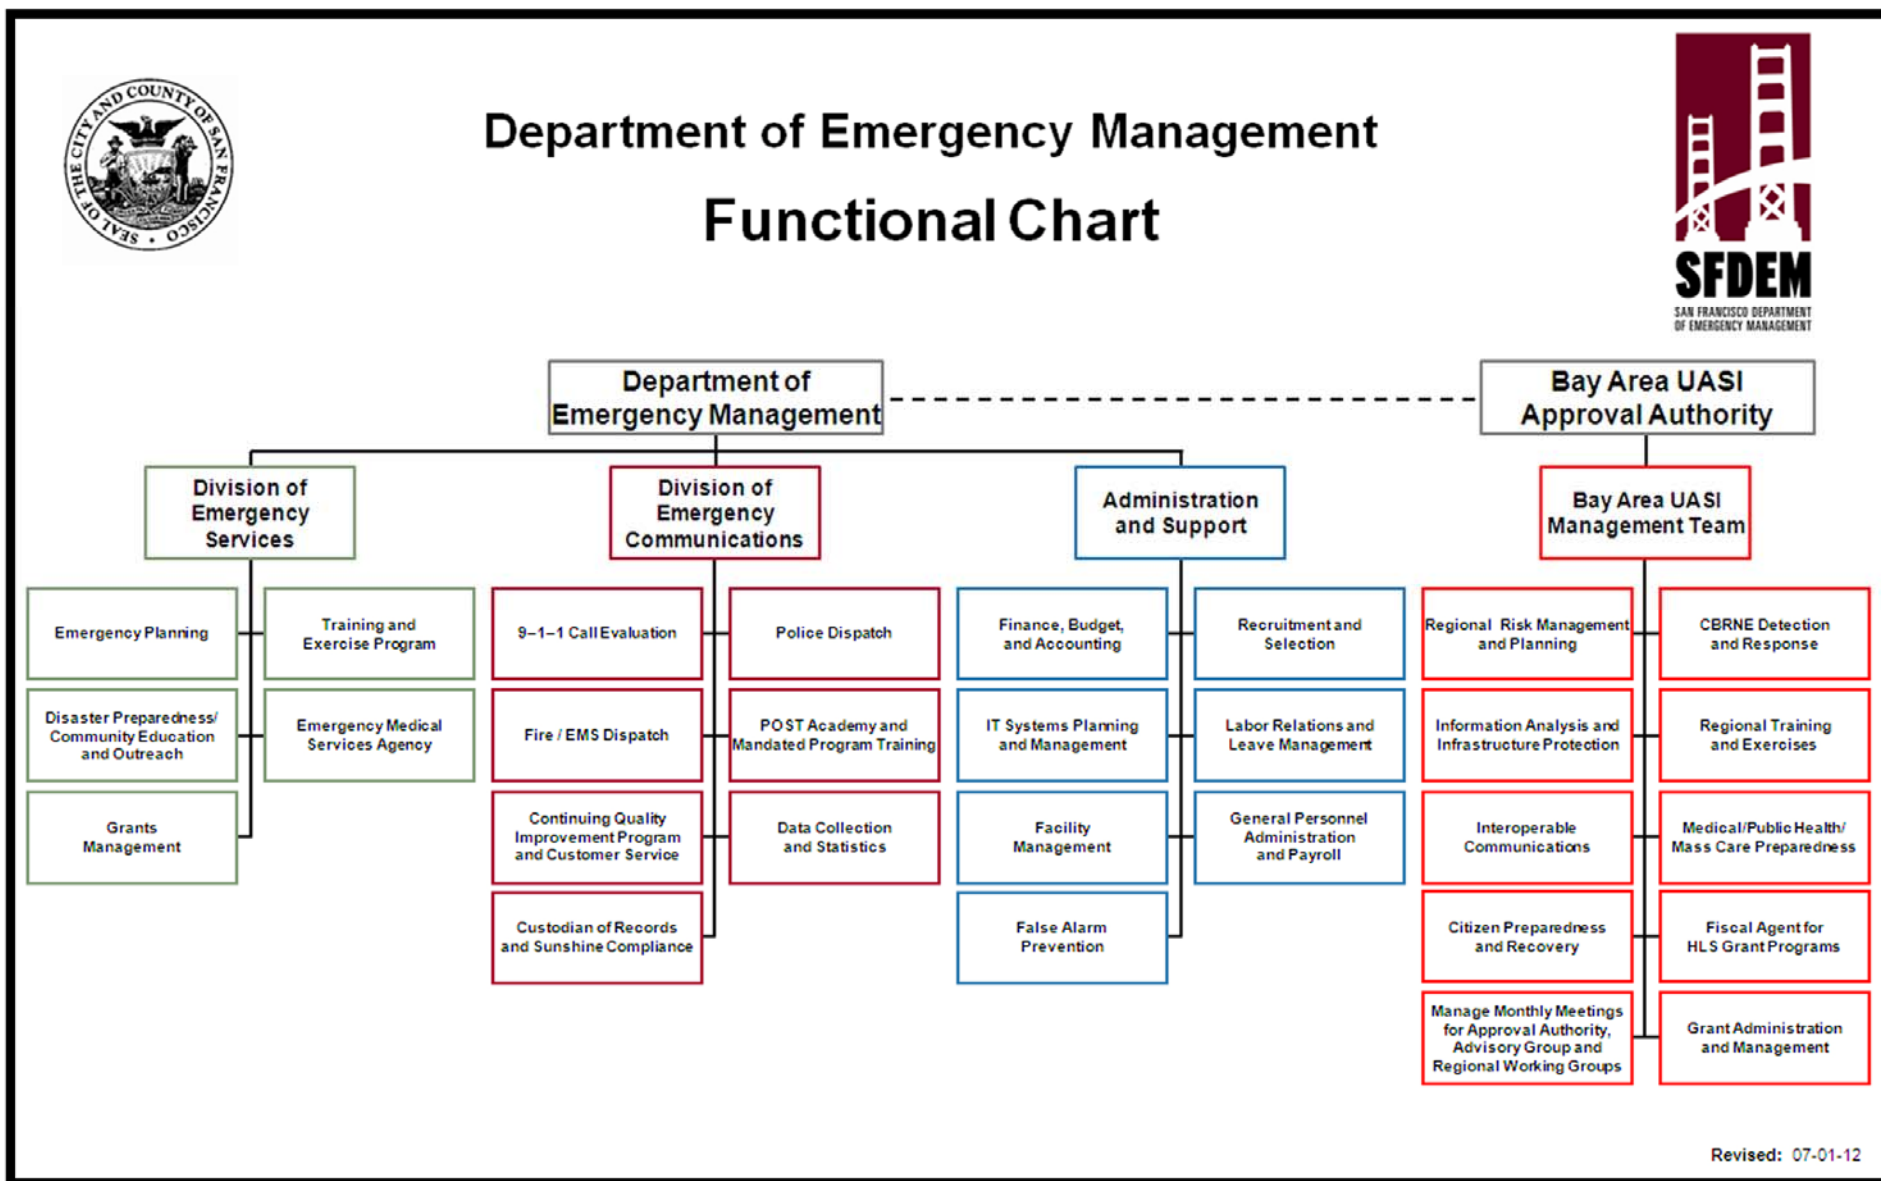 SEAL OF THE CITY AND COUNTY OF SAN FRANCISCO
Department of Emergency Management
Functional Chart
SFDEM
SAN FRANCISCO DEPARTMENT
OF EMERGENCY MANAGEMENT
Department of
Emergency Management
Bay Area UASI
Approval Authority
Division of
Emergency
Services
Division of
Emergency
Communications
Administration
and Support
Bay Area UASI
Management Team
Emergency Planning
Training and
Exercise Program
Disaster Preparedness/
Community Education
and Outreach
Emergency Medical
Services Agency
Grants
Management
9–1–1 Call Evaluation
Police Dispatch
Fire / EMS Dispatch
POST Academy and
Mandated Program Training
Continuing Quality
Improvement Program
and Customer Service
Data Collection
and Statistics
Custodian of Records
and Sunshine Compliance
Finance, Budget,
and Accounting
Recruitment and
Selection
IT Systems Planning
and Management
Labor Relations and
Leave Management
Facility
Management
General Personnel
Administration
and Payroll
False Alarm
Prevention
Regional Risk Management
and Planning
CBRNE Detection
and Response
Information Analysis and
Infrastructure Protection
Regional Training
and Exercises
Interoperable
Communications
Medical/Public Health/
Mass Care Preparedness
Citizen Preparedness
and Recovery
Fiscal Agent for
HLS Grant Programs
Manage Monthly Meetings
for Approval Authority,
Advisory Group and
Regional Working Groups
Grant Administration
and Management
Revised: 07-01-12